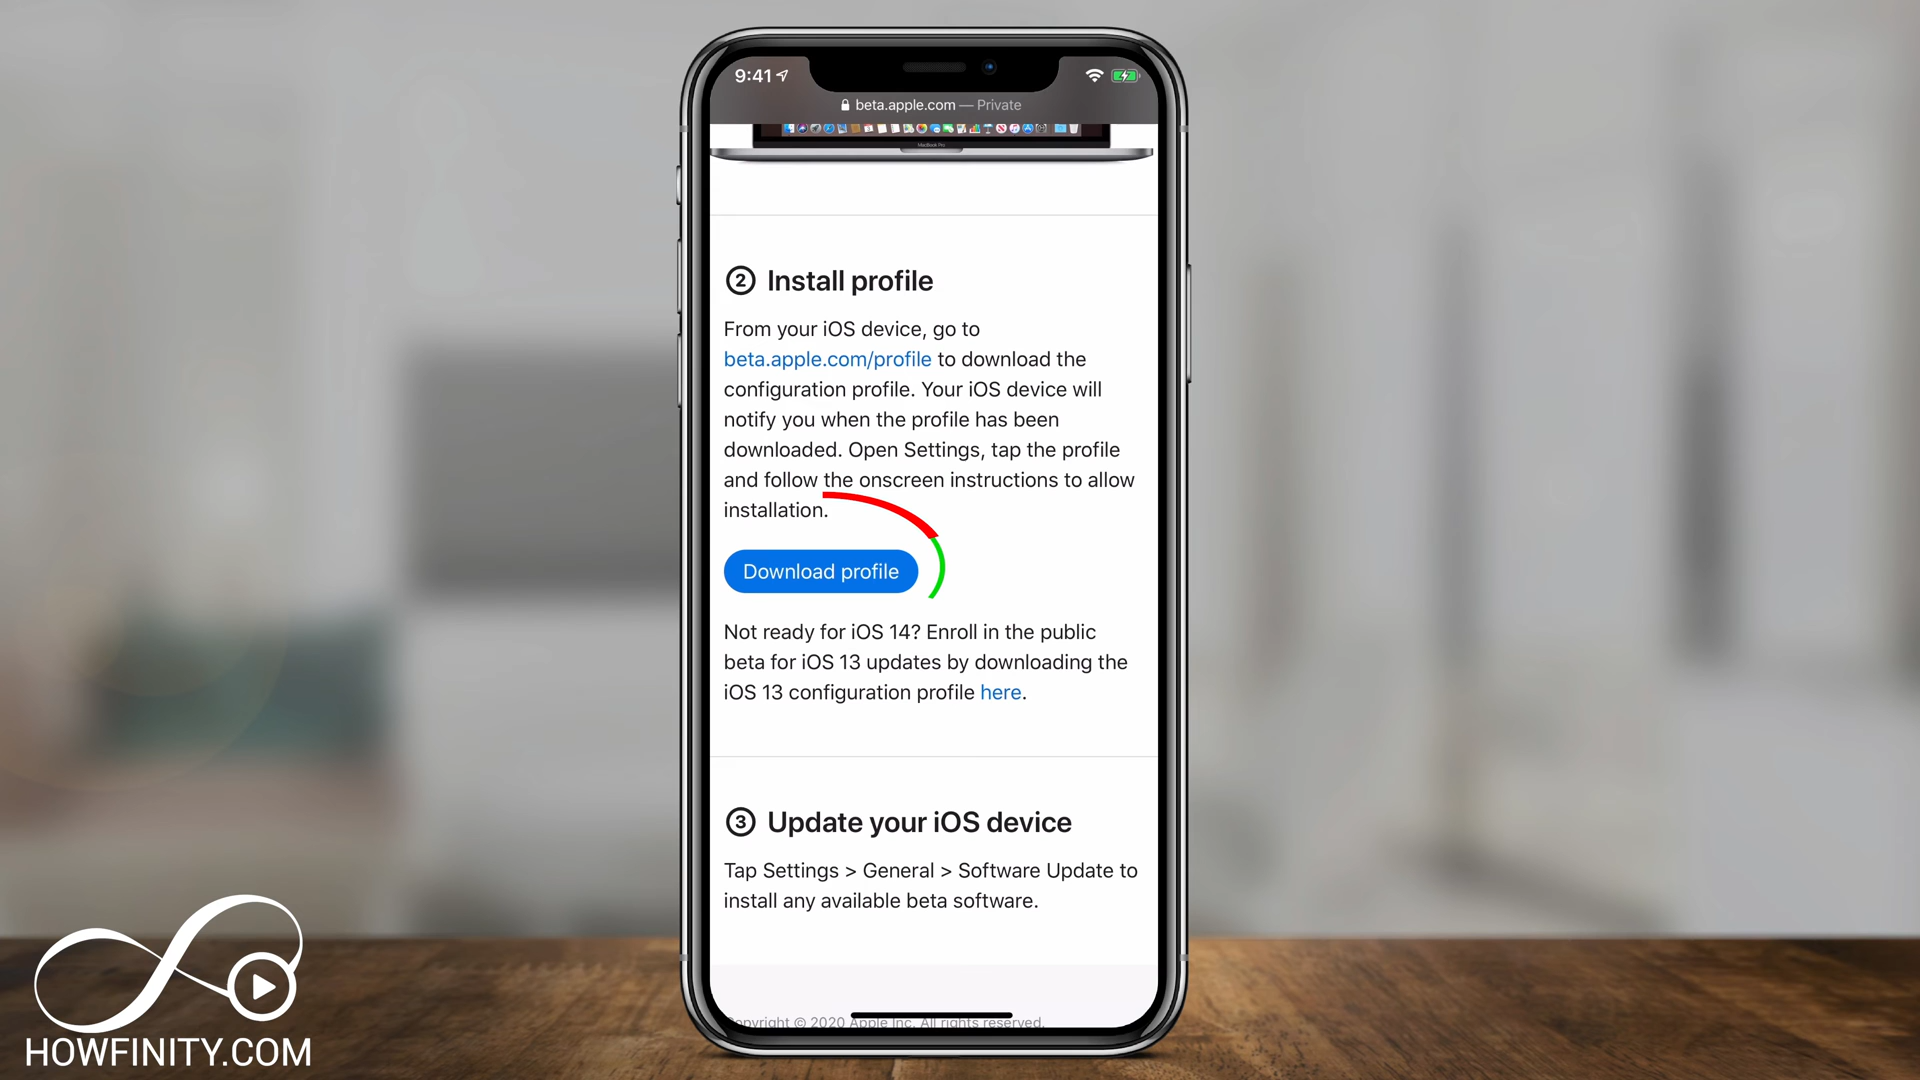 9:41
beta.apple.com — Private
MacBook Pro
2 Install profile
From your iOS device, go to
beta.apple.com/profile to download the
configuration profile. Your iOS device will
notify you when the profile has been
downloaded. Open Settings, tap the profile
and follow the onscreen instructions to allow
installation.
Download profile
Not ready for iOS 14? Enroll in the public
beta for iOS 13 updates by downloading the
iOS 13 configuration profile here.
3 Update your iOS device
Tap Settings > General > Software Update to
install any available beta software.
Copyright © 2020 Apple Inc. All rights reserved.
HOWFINITY.COM